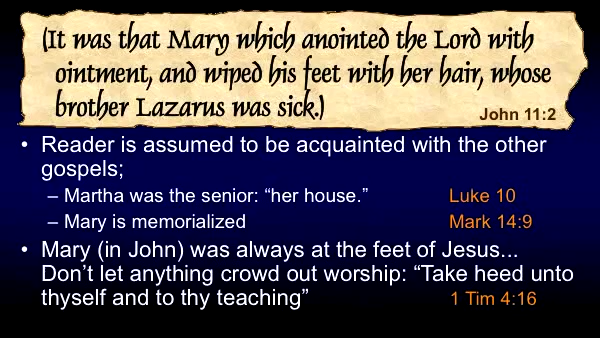 (It was that Mary which anointed the Lord with
ointment, and wiped his feet with her hair, whose
brother Lazarus was sick.)
John 11:2
• Reader is assumed to be acquainted with the other
gospels;
– Martha was the senior: “her house.” Luke 10
– Mary is memorialized Mark 14:9
• Mary (in John) was always at the feet of Jesus...
Don’t let anything crowd out worship: “Take heed unto
thyself and to thy teaching” 1 Tim 4:16